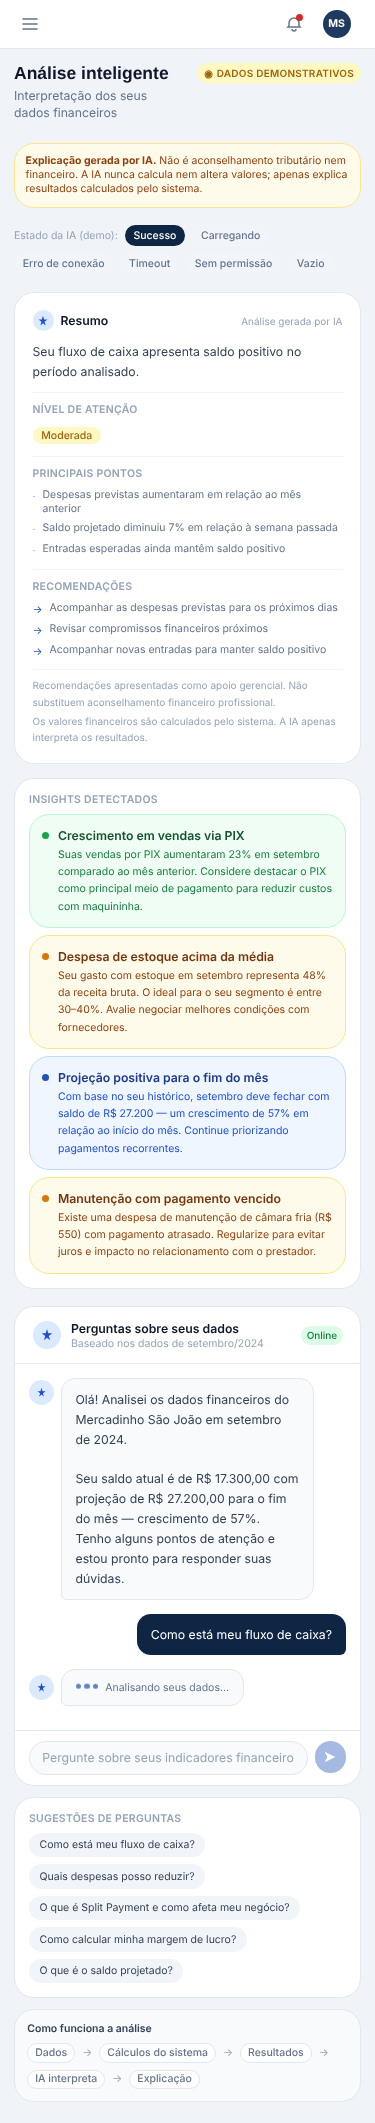 MS
Análise inteligente
DADOS DEMONSTRATIVOS
Interpretação dos seus
dados financeiros
Explicação gerada por IA. Não é aconselhamento tributário nem
financeiro. A IA nunca calcula nem altera valores; apenas explica
resultados calculados pelo sistema.
Estado da IA (demo): Sucesso Carregando
Erro de conexão Timeout Sem permissão Vazio
Resumo Análise gerada por IA
Seu fluxo de caixa apresenta saldo positivo no
período analisado.
NÍVEL DE ATENÇÃO
Moderada
PRINCIPAIS PONTOS
· Despesas previstas aumentaram em relação ao mês
anterior
· Saldo projetado diminuiu 7% em relação à semana passada
· Entradas esperadas ainda mantêm saldo positivo
RECOMENDAÇÕES
→ Acompanhar as despesas previstas para os próximos dias
→ Revisar compromissos financeiros próximos
→ Acompanhar novas entradas para manter saldo positivo
Recomendações apresentadas como apoio gerencial. Não
substituem aconselhamento financeiro profissional.
Os valores financeiros são calculados pelo sistema. A IA apenas
interpreta os resultados.
INSIGHTS DETECTADOS
Crescimento em vendas via PIX
Suas vendas por PIX aumentaram 23% em setembro
comparado ao mês anterior. Considere destacar o PIX
como principal meio de pagamento para reduzir custos
com maquininha.
Despesa de estoque acima da média
Seu gasto com estoque em setembro representa 48%
da receita bruta. O ideal para o seu segmento é entre
30–40%. Avalie negociar melhores condições com
fornecedores.
Projeção positiva para o fim do mês
Com base no seu histórico, setembro deve fechar com
saldo de R$ 27.200 — um crescimento de 57% em
relação ao início do mês. Continue priorizando
pagamentos recorrentes.
Manutenção com pagamento vencido
Existe uma despesa de manutenção de câmara fria (R$
550) com pagamento atrasado. Regularize para evitar
juros e impacto no relacionamento com o prestador.
Perguntas sobre seus dados
Baseado nos dados de setembro/2024
Online
Olá! Analisei os dados financeiros do
Mercadinho São João em setembro
de 2024.
Seu saldo atual é de R$ 17.300,00 com
projeção de R$ 27.200,00 para o fim
do mês — crescimento de 57%.
Tenho alguns pontos de atenção e
estou pronto para responder suas
dúvidas.
Como está meu fluxo de caixa?
Analisando seus dados...
Pergunte sobre seus indicadores financeiro
SUGESTÕES DE PERGUNTAS
Como está meu fluxo de caixa?
Quais despesas posso reduzir?
O que é Split Payment e como afeta meu negócio?
Como calcular minha margem de lucro?
O que é o saldo projetado?
Como funciona a análise
Dados → Cálculos do sistema → Resultados →
IA interpreta → Explicação